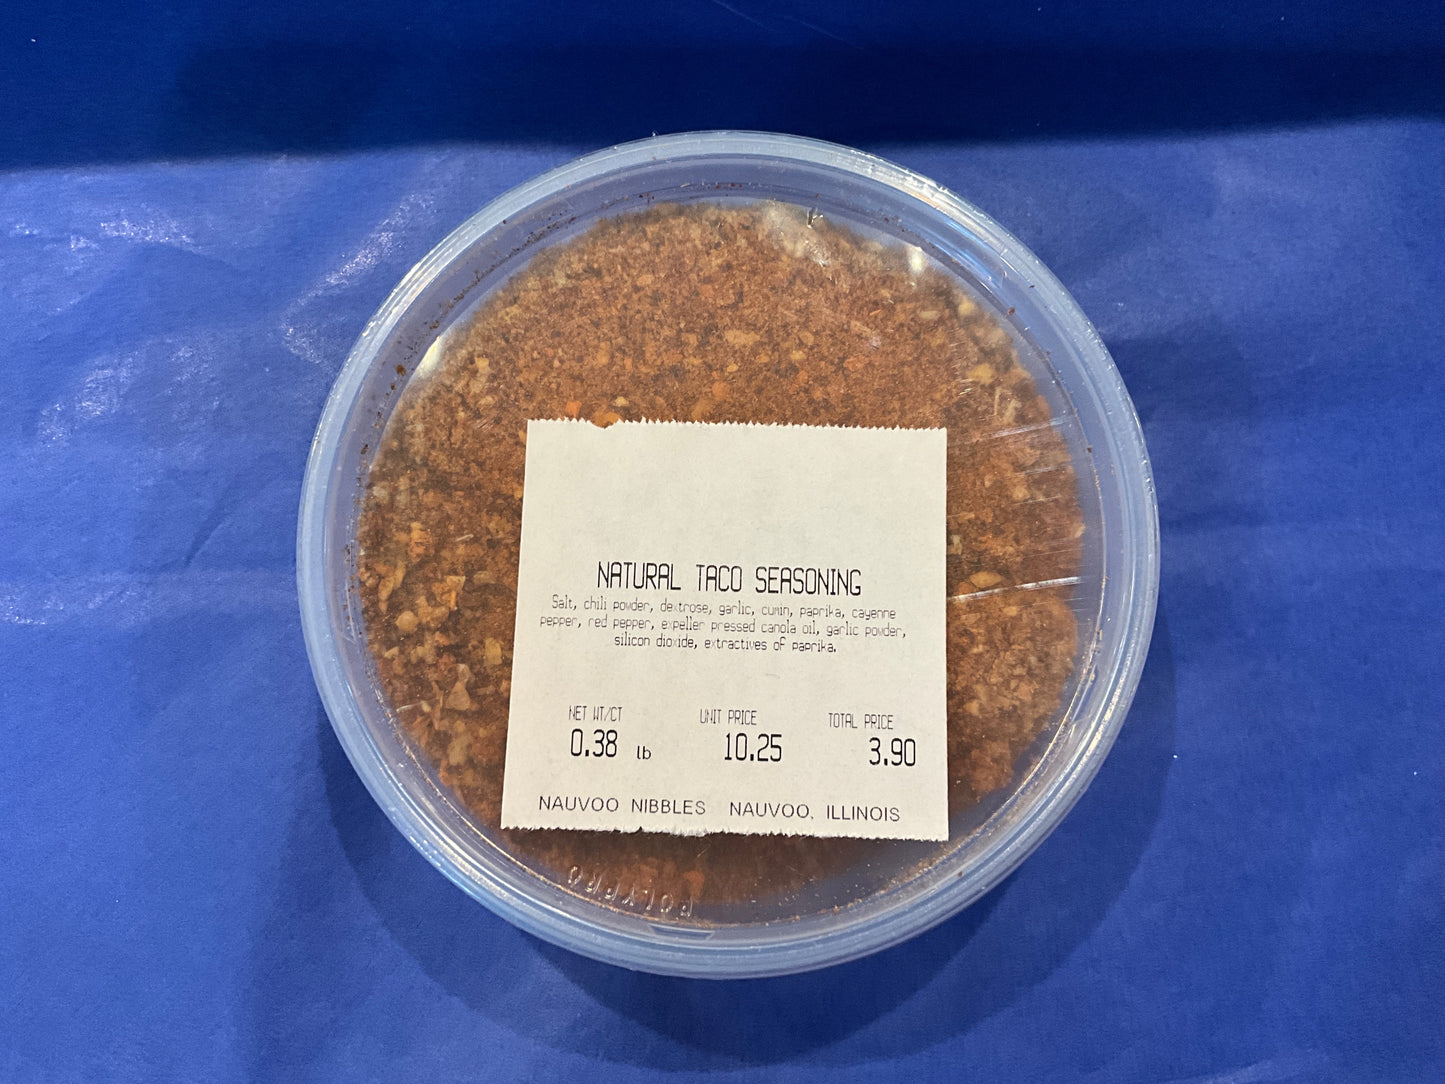 NATURAL TACO SEASONING
Salt, chili powder, dextrose, garlic, cumin, paprika, cayenne
pepper, red pepper, expeller pressed canola oil, garlic powder,
silicon dioxide, extractives of paprika.
NET WT/CT UNIT PRICE TOTAL PRICE
0.38 lb 10.25 3.90
NAUVOO NIBBLES NAUVOO, ILLINOIS
POLYPRO